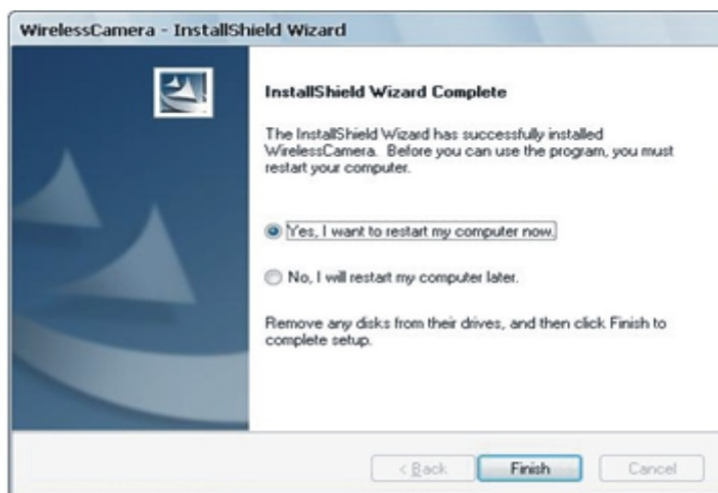 WirelessCamera - InstallShield Wizard
InstallShield Wizard Complete
The InstallShield Wizard has successfully installed
WirelessCamera. Before you can use the program, you must
restart your computer.
Yes, I want to restart my computer now.
No, I will restart my computer later.
Remove any disks from their drives, and then click Finish to
complete setup.
< Back Finish Cancel